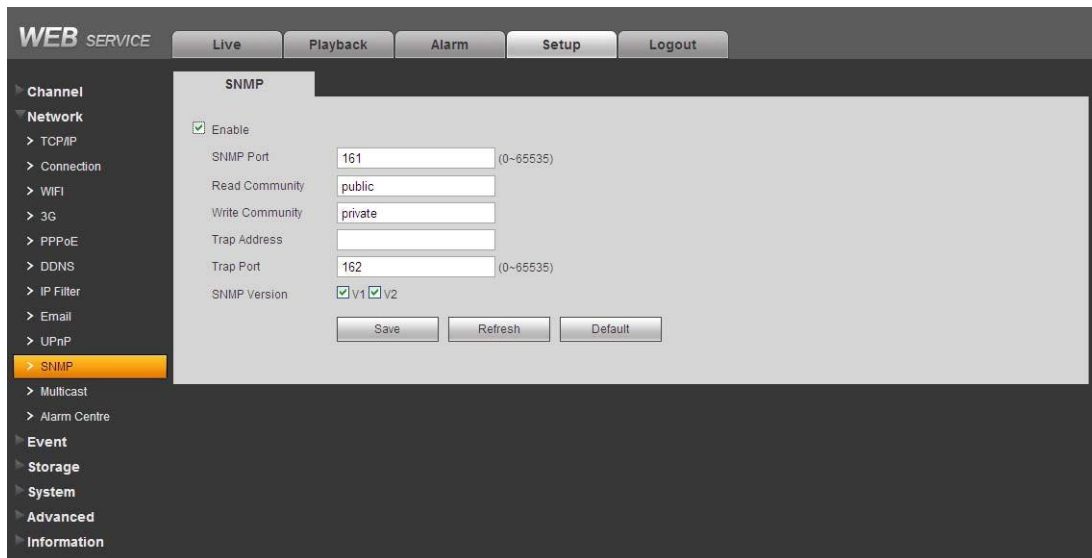 WEB SERVICE
Live Playback Alarm Setup Logout
Channel
Network
> TCP/IP
> Connection
> WIFI
> 3G
> PPPoE
> DDNS
> IP Filter
> Email
> UPnP
> SNMP
> Multicast
> Alarm Centre
Event
Storage
System
Advanced
Information
SNMP
Enable
SNMP Port 161 (0~65535)
Read Community public
Write Community private
Trap Address
Trap Port 162 (0~65535)
SNMP Version V1 V2
Save Refresh Default